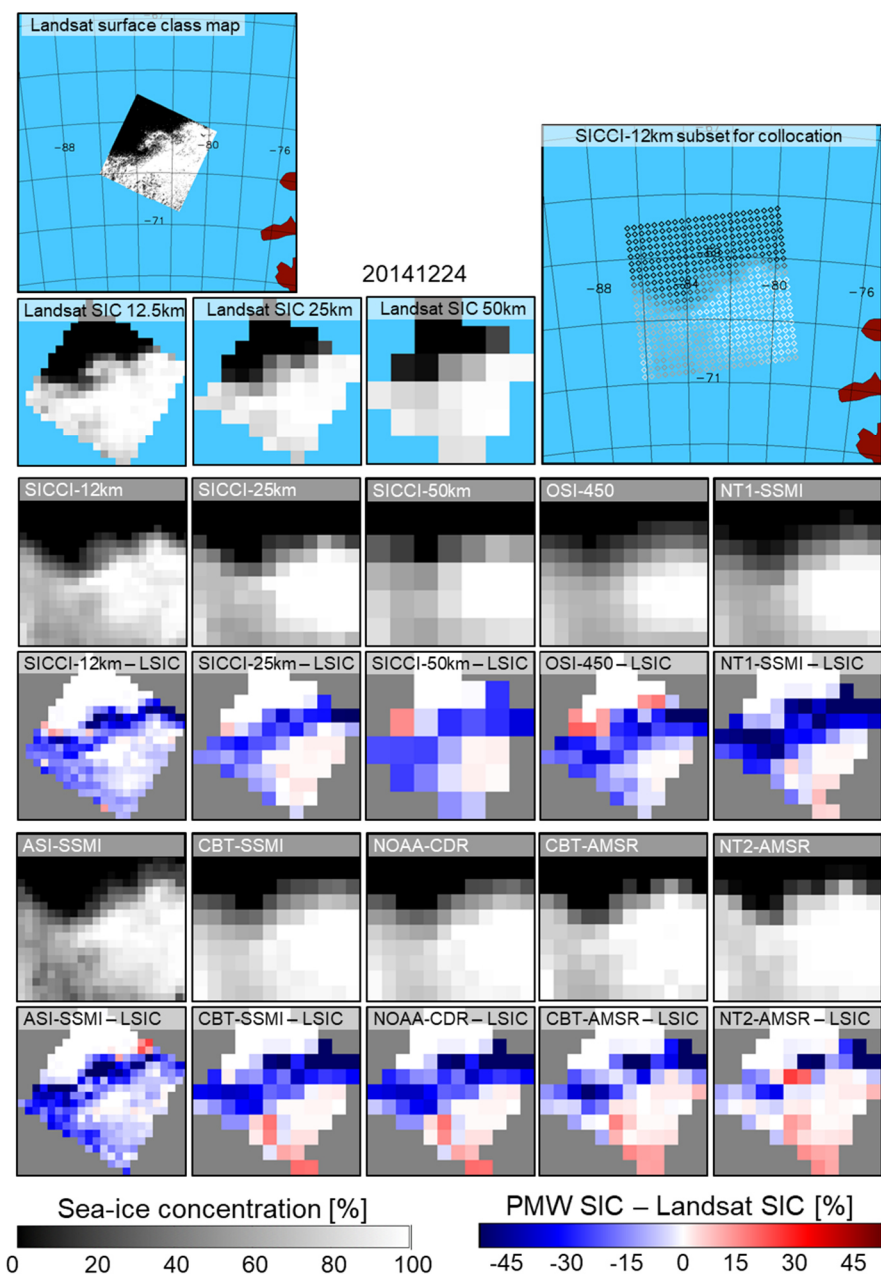 Landsat surface class map
-88
-80
-76
-71
SICCI-12km subset for collocation
-88
-84
-80
-76
-71
20141224
Landsat SIC 12.5km
Landsat SIC 25km
Landsat SIC 50km
SICCI-12km
SICCI-25km
SICCI-50km
OSI-450
NT1-SSMI
SICCI-12km – LSIC
SICCI-25km – LSIC
SICCI-50km – LSIC
OSI-450 – LSIC
NT1-SSMI – LSIC
ASI-SSMI
CBT-SSMI
NOAA-CDR
CBT-AMSR
NT2-AMSR
ASI-SSMI – LSIC
CBT-SSMI – LSIC
NOAA-CDR – LSIC
CBT-AMSR – LSIC
NT2-AMSR – LSIC
Sea-ice concentration [%]
0 20 40 60 80 100
PMW SIC – Landsat SIC [%]
-45 -30 -15 0 15 30 45